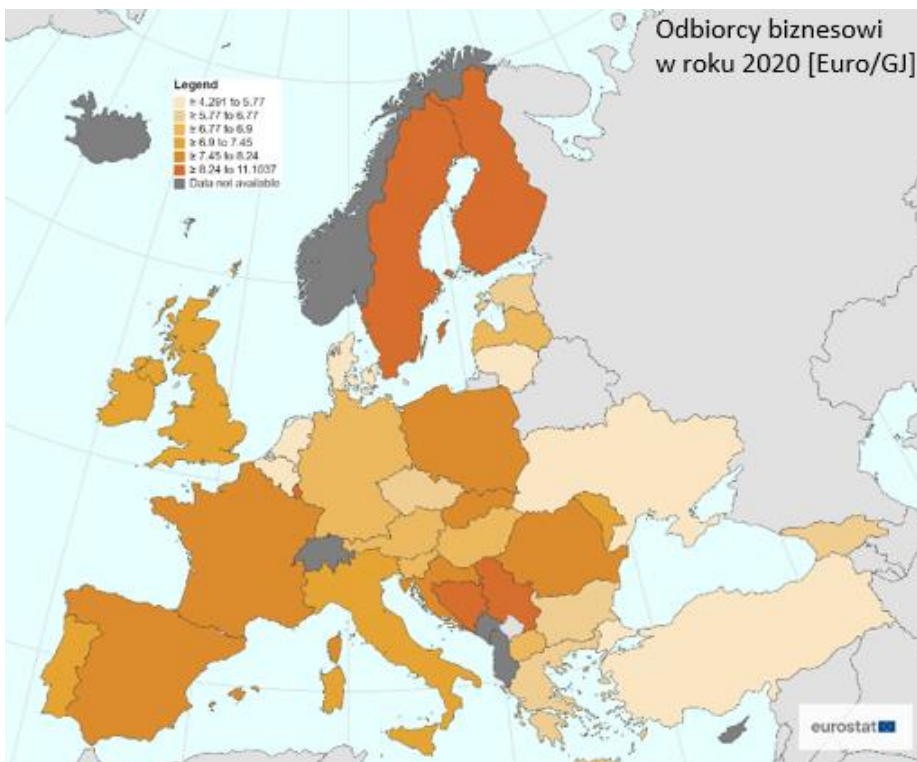 Odbiorcy biznesowi
w roku 2020 [Euro/GJ]
Legend
≥ 4.291 to 5.77
≥ 5.77 to 6.77
≥ 6.77 to 6.9
≥ 6.9 to 7.45
≥ 7.45 to 8.24
≥ 8.24 to 11.1037
Data not available
eurostat